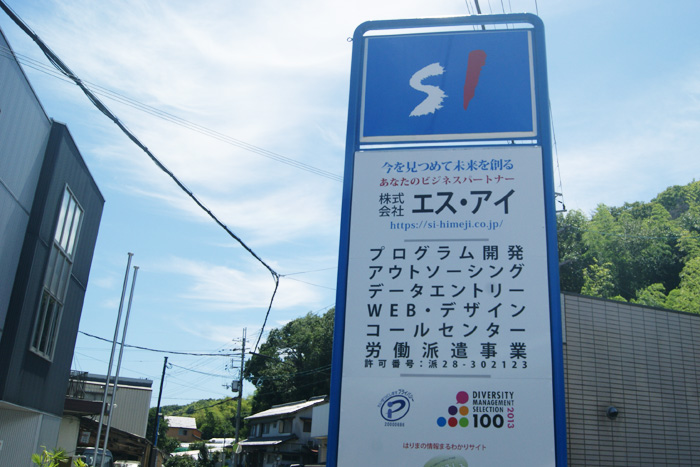 SI
今を見つめて未来を創る
あなたのビジネスパートナー
株式会社 エス・アイ
https://si-himeji.co.jp/
プログラム開発
アウトソーシング
データエントリー
WEB・デザイン
コールセンター
労働派遣事業
許可番号：派28-302123
DIVERSITY
MANAGEMENT
SELECTION
100
2013
はりまの情報まるわかりサイト